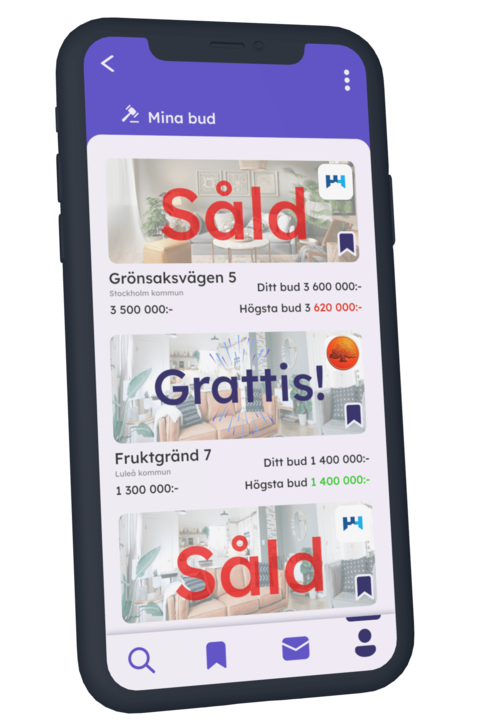 Mina bud
Såld
Grönsaksvägen 5
Stockholm kommun
3 500 000:-
Ditt bud 3 600 000:-
Högsta bud 3 620 000:-
Grattis!
Fruktgränd 7
Luleå kommun
1 300 000:-
Ditt bud 1 400 000:-
Högsta bud 1 400 000:-
Såld